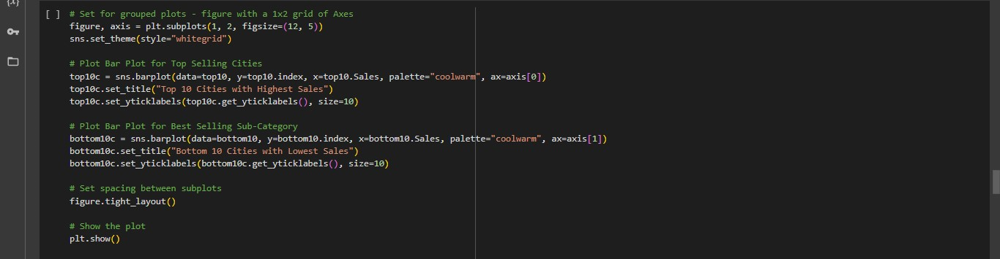 {x}
[ ] # Set for grouped plots - figure with a 1x2 grid of Axes
figure, axis = plt.subplots(1, 2, figsize=(12, 5))
sns.set_theme(style="whitegrid")
# Plot Bar Plot for Top Selling Cities
top10c = sns.barplot(data=top10, y=top10.index, x=top10.Sales, palette="coolwarm", ax=axis[0])
top10c.set_title("Top 10 Cities with Highest Sales")
top10c.set_yticklabels(top10c.get_yticklabels(), size=10)
# Plot Bar Plot for Best Selling Sub-Category
bottom10c = sns.barplot(data=bottom10, y=bottom10.index, x=bottom10.Sales, palette="coolwarm", ax=axis[1])
bottom10c.set_title("Bottom 10 Cities with Lowest Sales")
bottom10c.set_yticklabels(bottom10c.get_yticklabels(), size=10)
# Set spacing between subplots
figure.tight_layout()
# Show the plot
plt.show()